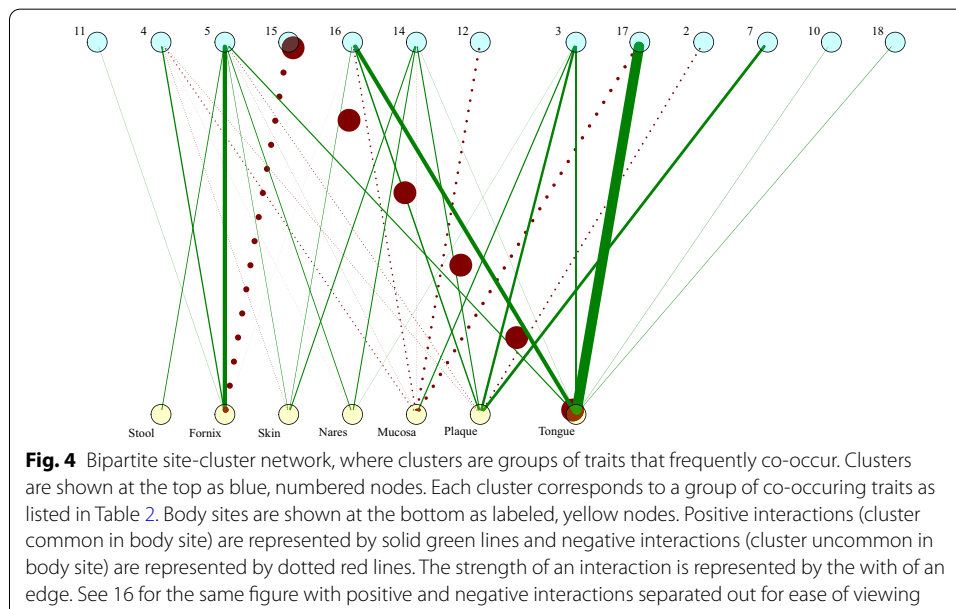 11 4 5 15 16 14 12 3 17 2 7 10 18
Stool Fornix Skin Nares Mucosa Plaque Tongue
Fig. 4 Bipartite site-cluster network, where clusters are groups of traits that frequently co-occur. Clusters
are shown at the top as blue, numbered nodes. Each cluster corresponds to a group of co-occuring traits as
listed in Table 2. Body sites are shown at the bottom as labeled, yellow nodes. Positive interactions (cluster
common in body site) are represented by solid green lines and negative interactions (cluster uncommon in
body site) are represented by dotted red lines. The strength of an interaction is represented by the with of an
edge. See 16 for the same figure with positive and negative interactions separated out for ease of viewing